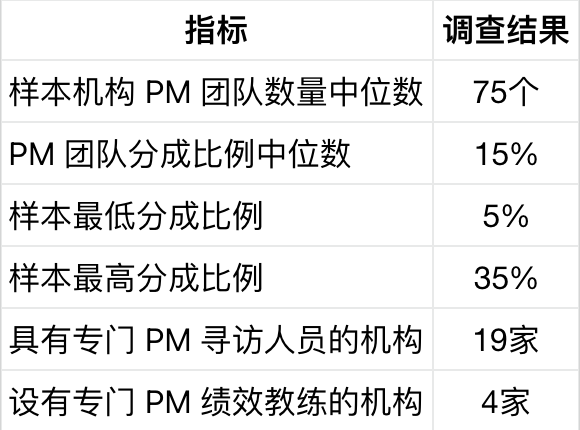 指标 调查结果
样本机构 PM 团队数量中位数 75个
PM 团队分成比例中位数 15%
样本最低分成比例 5%
样本最高分成比例 35%
具有专门 PM 寻访人员的机构 19家
设有专门 PM 绩效教练的机构 4家